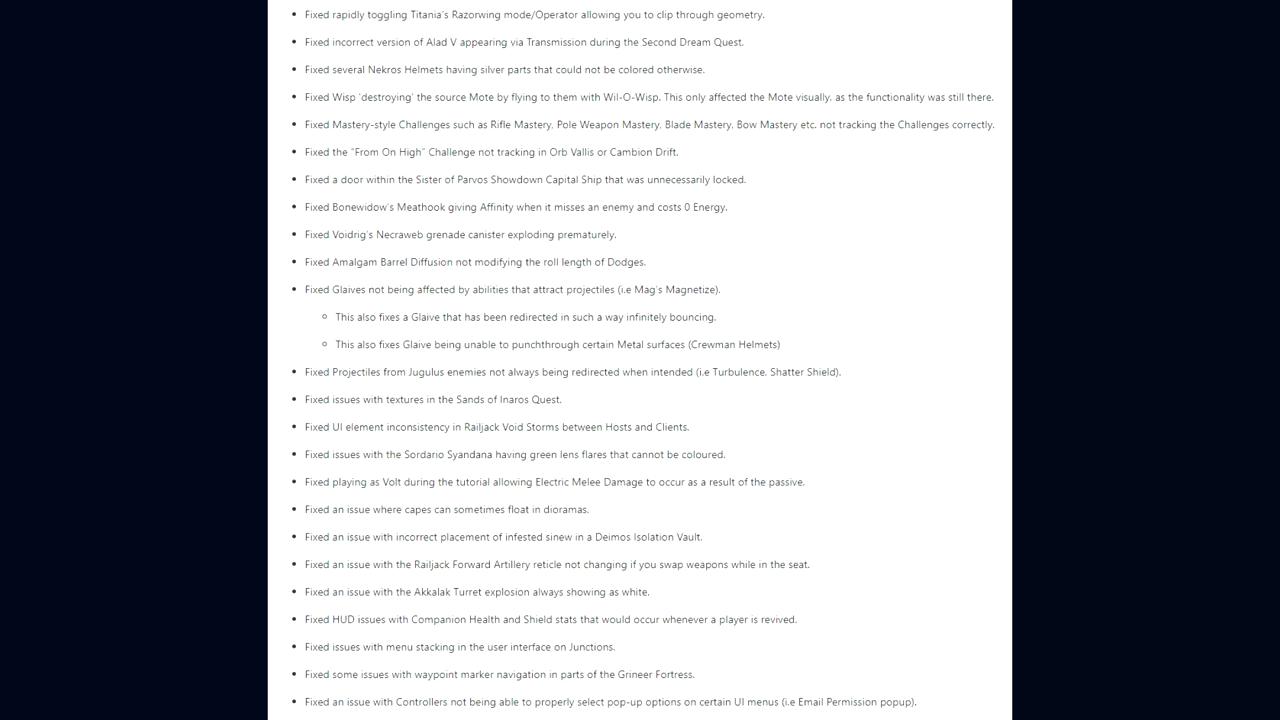 Fixed rapidly toggling Titania's Razorwing mode/Operator allowing you to clip through geometry.
Fixed incorrect version of Alad V appearing via Transmission during the Second Dream Quest.
Fixed several Nekros Helmets having silver parts that could not be colored otherwise.
Fixed Wisp 'destroying' the source Mote by flying to them with Wil-O-Wisp. This only affected the Mote visually, as the functionality was still there.
Fixed Mastery-style Challenges such as Rifle Mastery, Pole Weapon Mastery, Blade Mastery, Bow Mastery etc. not tracking the Challenges correctly.
Fixed the "From On High" Challenge not tracking in Orb Vallis or Cambion Drift.
Fixed a door within the Sister of Parvos Showdown Capital Ship that was unnecessarily locked.
Fixed Bonewidow's Meathook giving Affinity when it misses an enemy and costs 0 Energy.
Fixed Voidrig's Necraweb grenade canister exploding prematurely.
Fixed Amalgam Barrel Diffusion not modifying the roll length of Dodges.
Fixed Glaives not being affected by abilities that attract projectiles (i.e Mag's Magnetize).
This also fixes a Glaive that has been redirected in such a way infinitely bouncing.
This also fixes Glaive being unable to punchthrough certain Metal surfaces (Crewman Helmets)
Fixed Projectiles from Jugulus enemies not always being redirected when intended (i.e Turbulence, Shatter Shield).
Fixed issues with textures in the Sands of Inaros Quest.
Fixed UI element inconsistency in Railjack Void Storms between Hosts and Clients.
Fixed issues with the Sordario Syandana having green lens flares that cannot be coloured.
Fixed playing as Volt during the tutorial allowing Electric Melee Damage to occur as a result of the passive.
Fixed an issue where capes can sometimes float in dioramas.
Fixed an issue with incorrect placement of infested sinew in a Deimos Isolation Vault.
Fixed an issue with the Railjack Forward Artillery reticle not changing if you swap weapons while in the seat.
Fixed an issue with the Akkalak Turret explosion always showing as white.
Fixed HUD issues with Companion Health and Shield stats that would occur whenever a player is revived.
Fixed issues with menu stacking in the user interface on Junctions.
Fixed some issues with waypoint marker navigation in parts of the Grineer Fortress.
Fixed an issue with Controllers not being able to properly select pop-up options on certain UI menus (i.e Email Permission popup).